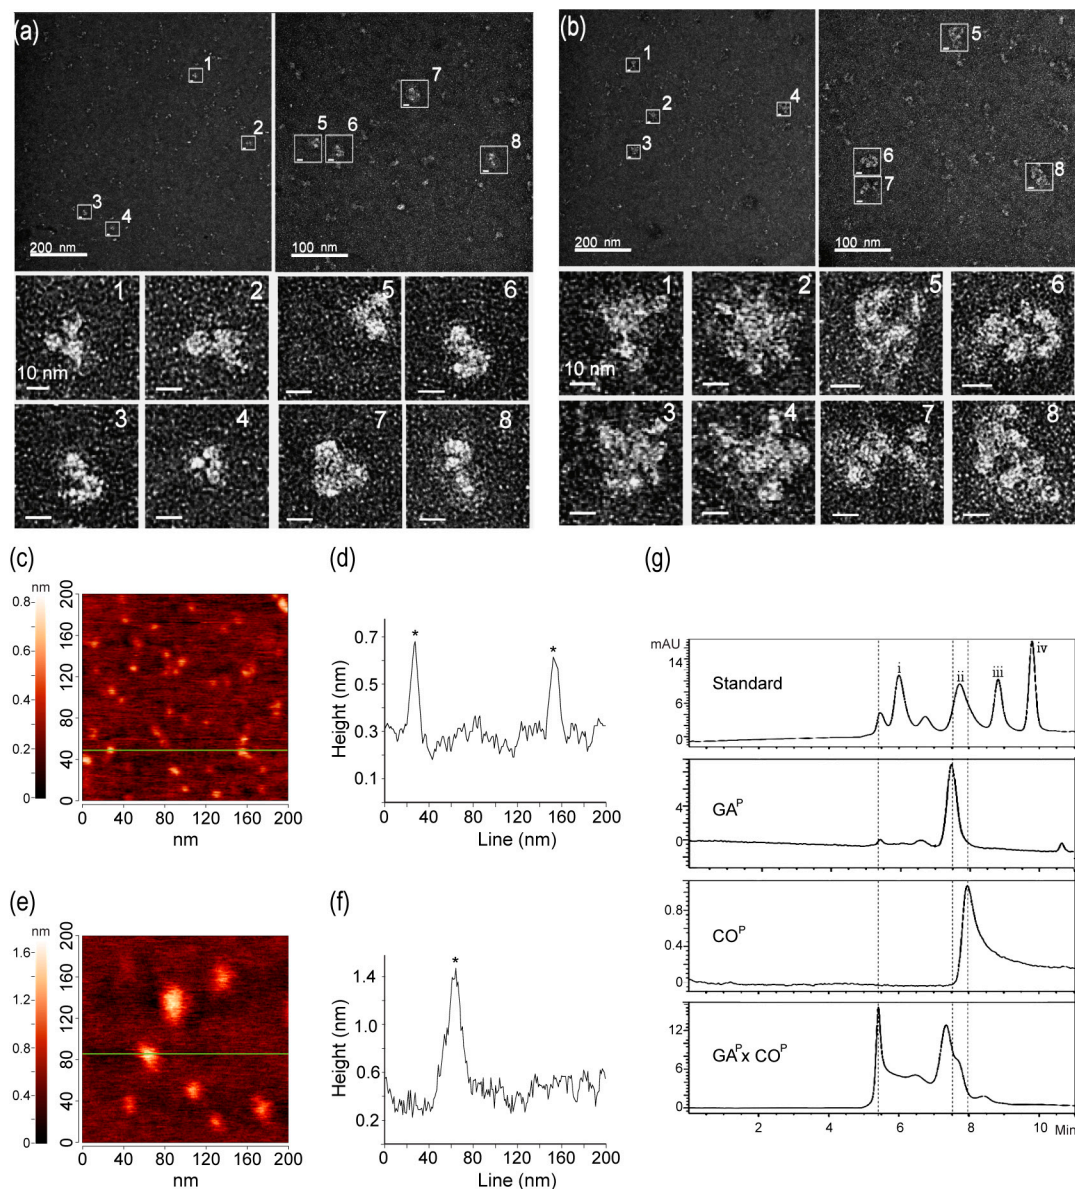 (a)
1
2
3
4
200 nm
7
5 6
8
100 nm
1
10 nm
2
5
6
3
4
7
8
(b)
1
2
4
3
200 nm
5
6
7
8
100 nm
1
10 nm
2
5
6
3
4
7
8
(c)
nm
0.8
0.6
0.4
0.2
0
200
160
120
80
40
0
0 40 80 120 160 200
nm
(d)
Height (nm)
0.7
0.5
0.3
0.1
* *
0 40 80 120 160 200
Line (nm)
(e)
nm
1.6
1.2
0.8
0.4
0
200
160
120
80
40
0
0 40 80 120 160 200
nm
(f)
Height (nm)
1.4
1.0
0.6
0.2
*
0 40 80 120 160 200
Line (nm)
(g)
mAU
14
6
0
Standard
i
ii
iii
iv
4
0
GAᴾ
0.8
0.4
0
COᴾ
12
6
0
GAᴾx COᴾ
2 4 6 8 10 Min